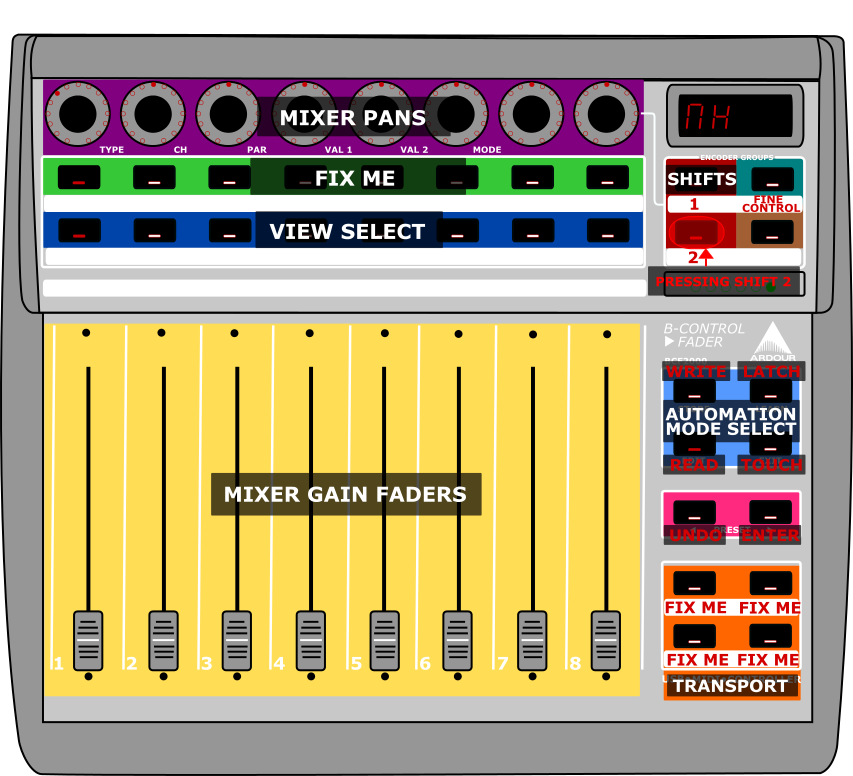 MIXER PANS
TYPE CH PAR VAL 1 VAL 2 MODE
ENCODER GROUPS
FIX ME
SHIFTS
1 FINE CONTROL
VIEW SELECT
2
PRESSING SHIFT 2
B-CONTROL
FADER
ARDOUR
BCF2000
WRITE LATCH
AUTOMATION
MODE SELECT
READ TOUCH
MIXER GAIN FADERS
PRESET
UNDO ENTER
FIX ME FIX ME
1 2 3 4 5 6 7 8
FIX ME FIX ME
TRANSPORT